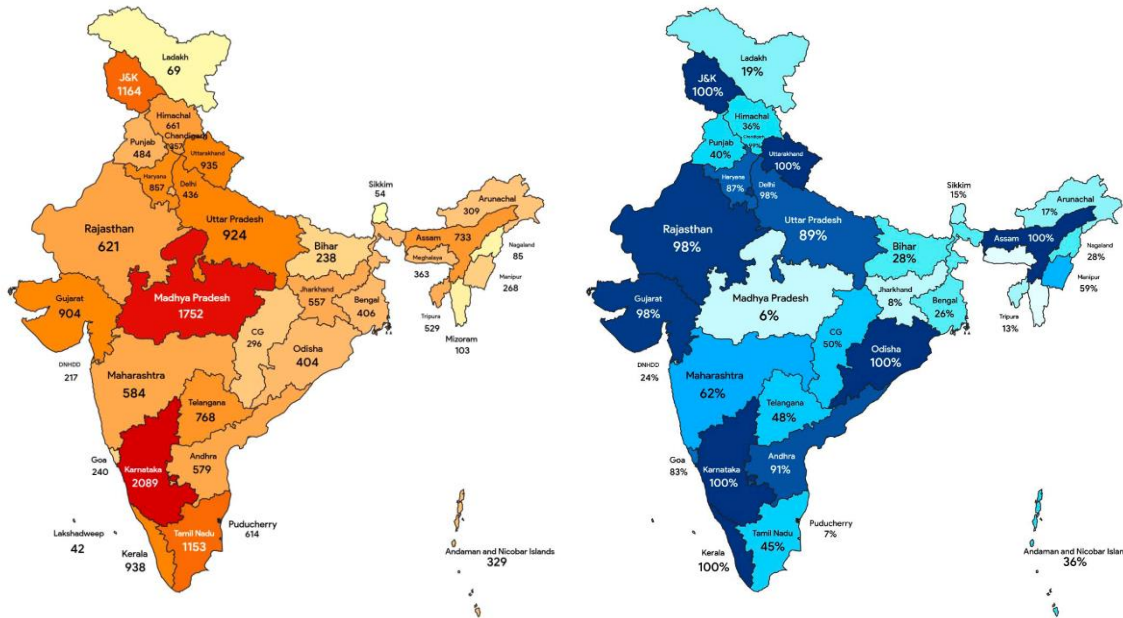 Ladakh
69
J&K
1164
Himachal
661
Chandigarh
357
Punjab
484
Uttarakhand
935
Haryana
857
Delhi
436
Rajasthan
621
Uttar Pradesh
924
Sikkim
54
Arunachal
309
Assam
733
Nagaland
85
Meghalaya
363
Manipur
268
Bihar
238
Tripura
529
Mizoram
103
Jharkhand
557
Bengal
406
Gujarat
904
Madhya Pradesh
1752
CG
296
Odisha
404
DNHDD
217
Maharashtra
584
Telangana
768
Goa
240
Karnataka
2089
Andhra
579
Lakshadweep
42
Kerala
938
Tamil Nadu
1153
Puducherry
614
Andaman and Nicobar Islands
329
Ladakh
19%
J&K
100%
Himachal
36%
99%
Punjab
40%
Uttarakhand
100%
Haryana
87%
Delhi
98%
Rajasthan
98%
Uttar Pradesh
89%
Sikkim
15%
Arunachal
17%
Assam
100%
Nagaland
28%
Manipur
59%
Bihar
28%
Tripura
13%
Jharkhand
8%
Bengal
26%
Gujarat
98%
Madhya Pradesh
6%
CG
50%
Odisha
100%
DNHDD
24%
Maharashtra
62%
Telangana
48%
Goa
83%
Karnataka
100%
Andhra
91%
Kerala
100%
Tamil Nadu
45%
Puducherry
7%
Andaman and Nicobar Islan
36%